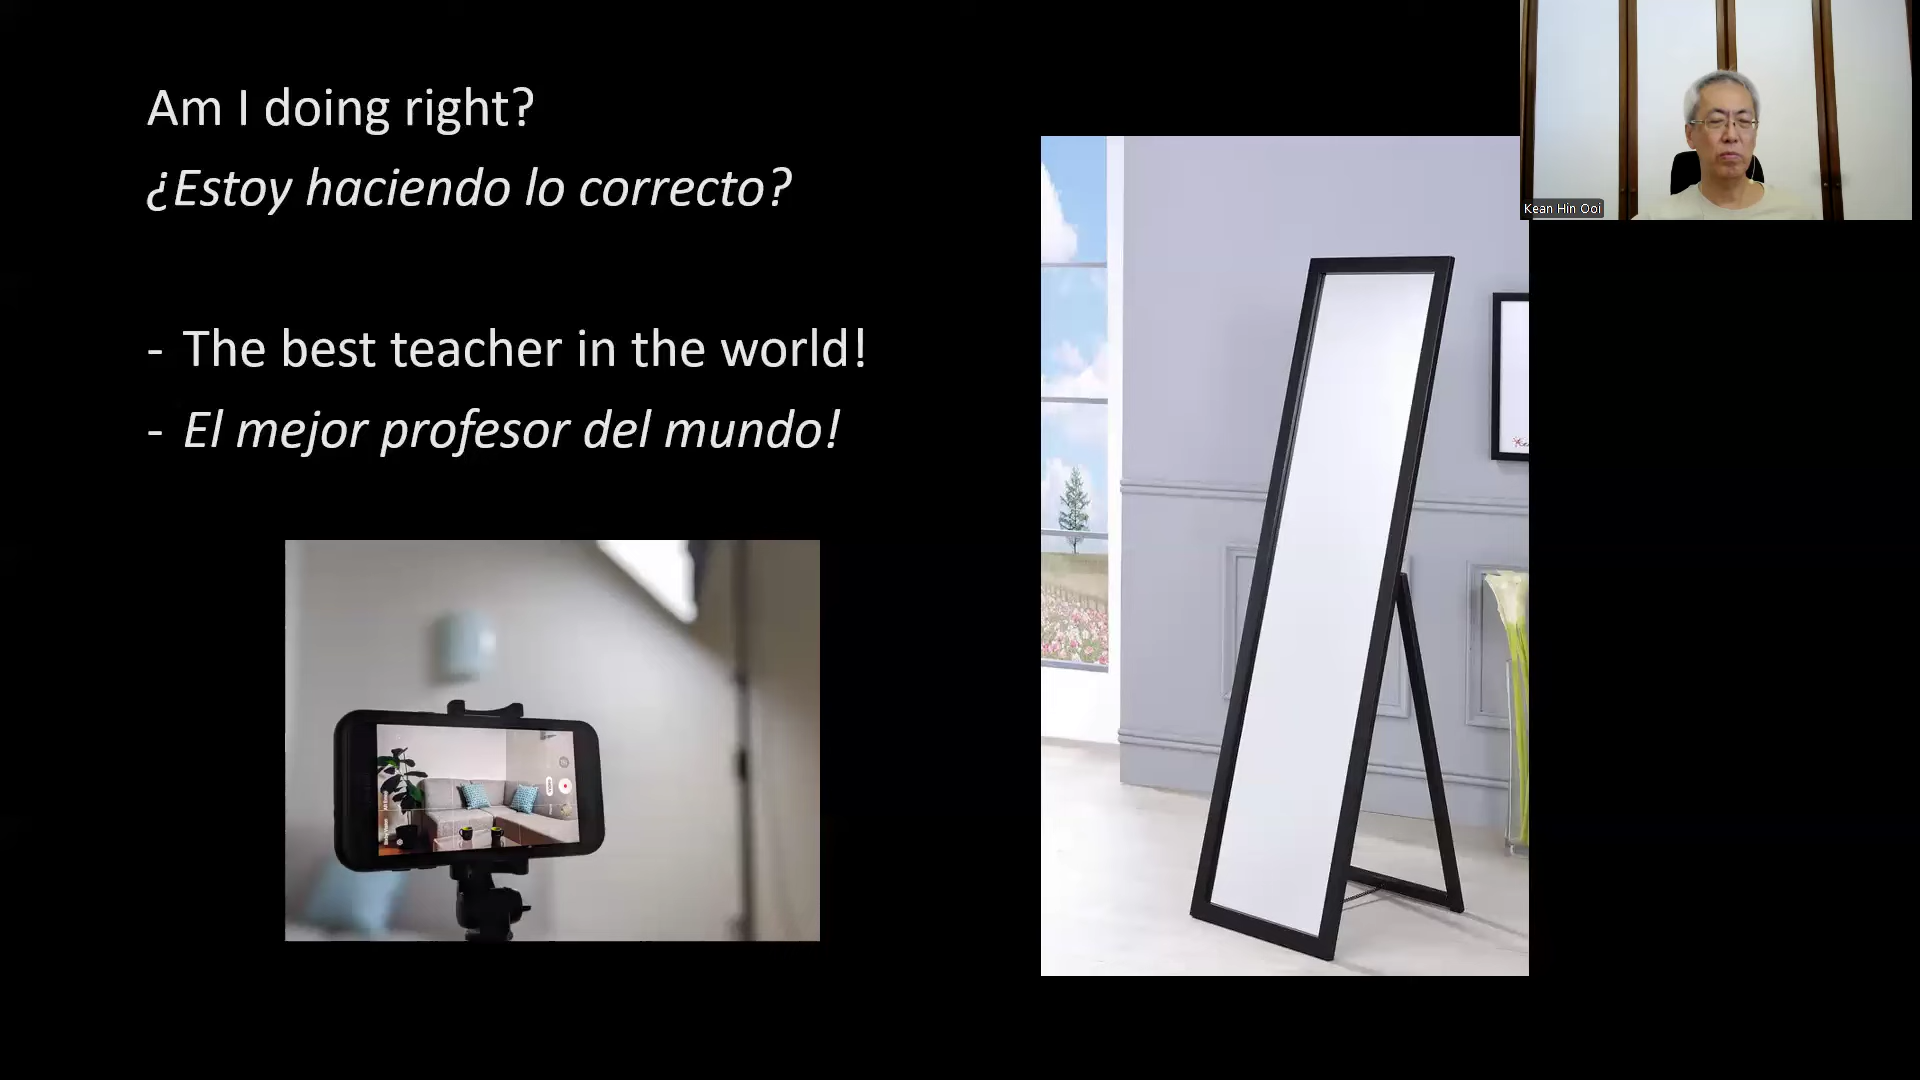 Am I doing right?
¿Estoy haciendo lo correcto?
- The best teacher in the world!
- El mejor profesor del mundo!
Kean Hin Ooi